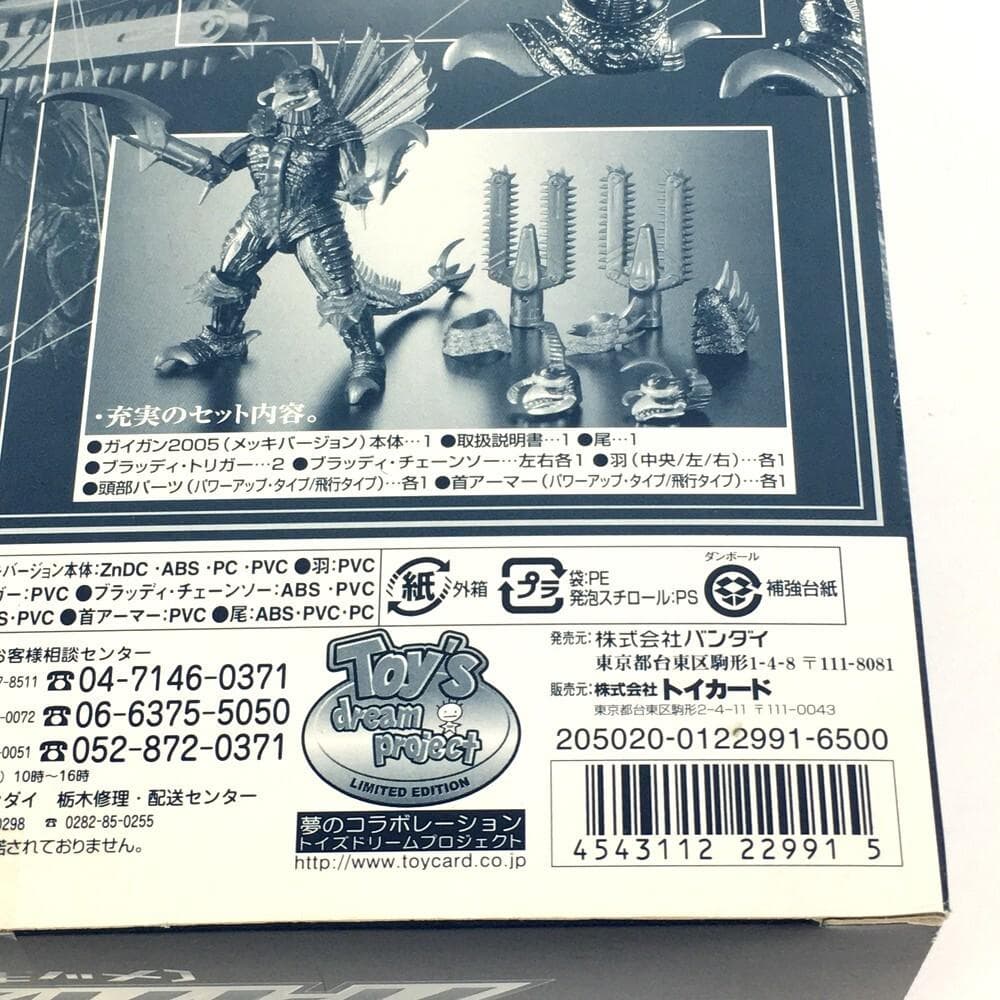 ・充実のセット内容。
●ガイガン2005(メッキバージョン)本体…1 ●取扱説明書…1 ●尾…1
●ブラッディ・トリガー…2 ●ブラッディ・チェーンソー…左右各1 ●羽(中央/左/右)…各1
●頭部パーツ(パワーアップ・タイプ/飛行タイプ)…各1 ●首アーマー(パワーアップ・タイプ/飛行タイプ)…各1
バージョン本体:ZnDC・ABS・PC・PVC ●羽:PVC
ガー:PVC ●ブラッディ・チェーンソー:ABS・PVC
S・PVC ●首アーマー:PVC ●尾:ABS・PVC・PC
紙 外箱
プラ 袋:PE
発泡スチロール:PS
ダンボール
補強台紙
お客様相談センター
7-8511 ☎04-7146-0371
-0072 ☎06-6375-5050
-0051 ☎052-872-0371
) 10時〜16時
ンダイ 栃木修理・配送センター
0298 ☎ 0282-85-0255
されておりません。
Toy's
dream
project
LIMITED EDITION
夢のコラボレーション
トイズドリームプロジェクト
http://www.toycard.co.jp
発売元:株式会社バンダイ
東京都台東区駒形1-4-8 〒111-8081
販売元:株式会社トイカード
東京都台東区駒形2-4-11 〒111-0043
205020-0122991-6500
4543112 22991 5